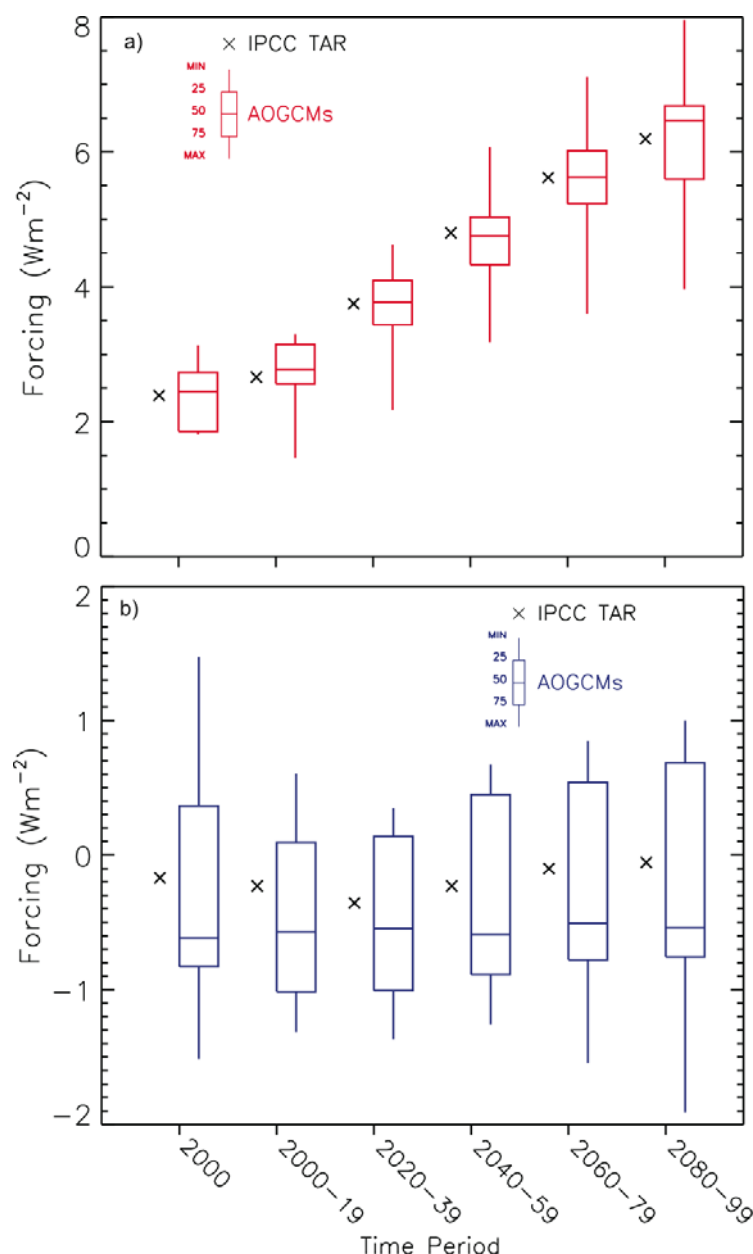 a)
× IPCC TAR
MIN
25
50
75
MAX
AOGCMs
8
6
4
2
0
Forcing (Wm⁻²)
b)
× IPCC TAR
MIN
25
50
75
MAX
AOGCMs
2
1
0
−1
−2
Forcing (Wm⁻²)
2000
2000−19
2020−39
2040−59
2060−79
2080−99
Time Period